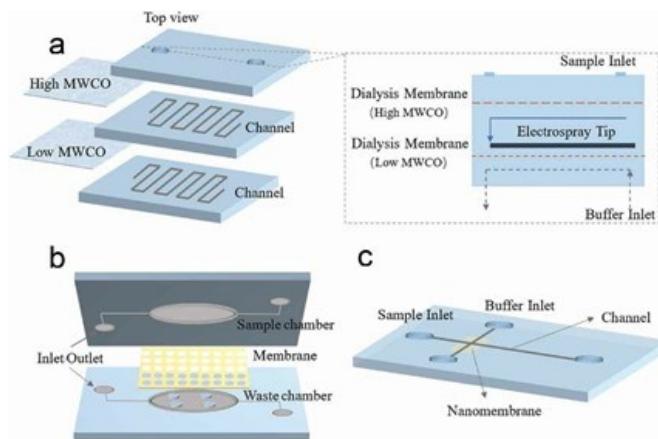 Top view
a
High MWCO
Channel
Low MWCO
Channel
Sample Inlet
Dialysis Membrane
(High MWCO)
Electrospray Tip
Dialysis Membrane
(Low MWCO)
Buffer Inlet
b
Sample chamber
Inlet Outlet
Membrane
Waste chamber
c
Buffer Inlet
Sample Inlet
Channel
Nanomembrane